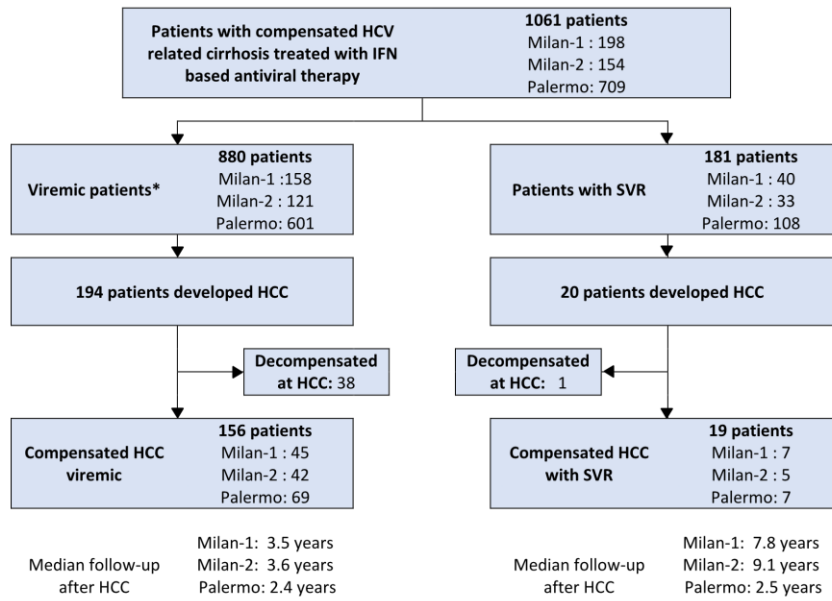 Patients with compensated HCV
related cirrhosis treated with IFN
based antiviral therapy
1061 patients
Milan-1 : 198
Milan-2 : 154
Palermo: 709
Viremic patients*
880 patients
Milan-1 :158
Milan-2 : 121
Palermo: 601
Patients with SVR
181 patients
Milan-1 : 40
Milan-2 : 33
Palermo: 108
194 patients developed HCC
20 patients developed HCC
Decompensated
at HCC: 38
Decompensated
at HCC: 1
Compensated HCC
viremic
156 patients
Milan-1 : 45
Milan-2 : 42
Palermo: 69
Compensated HCC
with SVR
19 patients
Milan-1 : 7
Milan-2 : 5
Palermo: 7
Median follow-up
after HCC
Milan-1: 3.5 years
Milan-2: 3.6 years
Palermo: 2.4 years
Median follow-up
after HCC
Milan-1: 7.8 years
Milan-2: 9.1 years
Palermo: 2.5 years